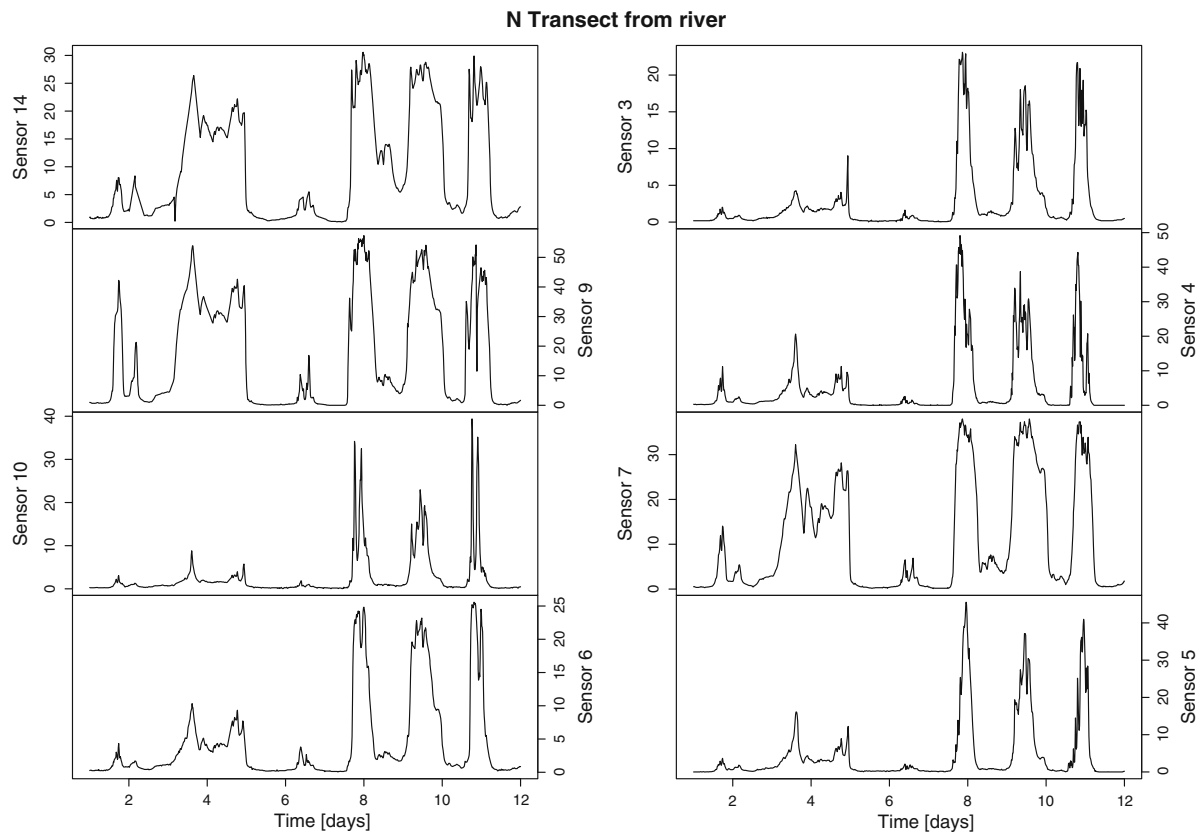 N Transect from river
Sensor 14
0 5 10 15 20 25 30
Sensor 9
0 10 20 30 40 50
Sensor 10
0 10 20 30 40
Sensor 6
0 5 10 15 20 25
2 4 6 8 10 12
Time [days]
Sensor 3
0 5 10 15 20
Sensor 4
0 10 20 30 40 50
Sensor 7
0 10 20 30
Sensor 5
0 10 20 30 40
2 4 6 8 10 12
Time [days]